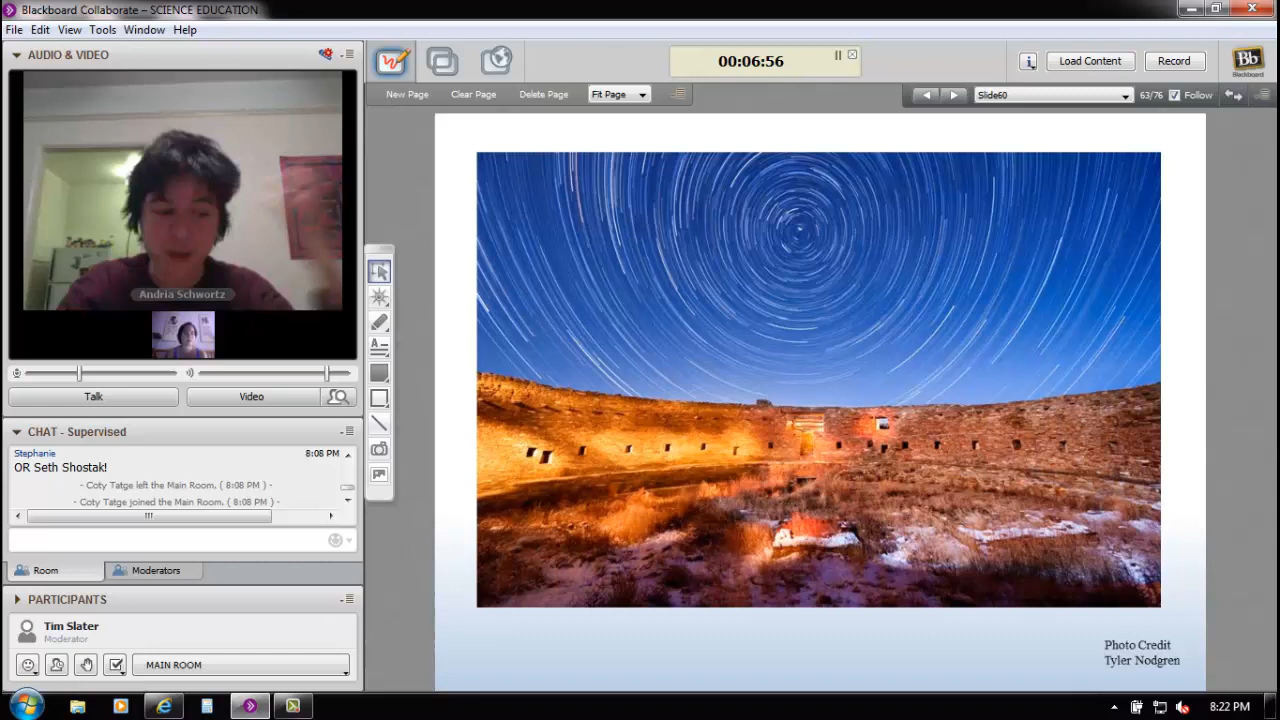 Blackboard Collaborate – SCIENCE EDUCATION
File Edit View Tools Window Help
AUDIO & VIDEO
Andria Schwortz
Talk
Video
CHAT - Supervised
Stephanie 8:08 PM
OR Seth Shostak!
- Coty Tatge left the Main Room. ( 8:08 PM ) -
- Coty Tatge joined the Main Room. ( 8:08 PM ) -
Room
Moderators
PARTICIPANTS
Tim Slater
Moderator
MAIN ROOM
00:06:56
Load Content
Record
Bb
Blackboard
New Page Clear Page Delete Page Fit Page
Slide60
63/76
Follow
Photo Credit
Tyler Nodgren
8:22 PM